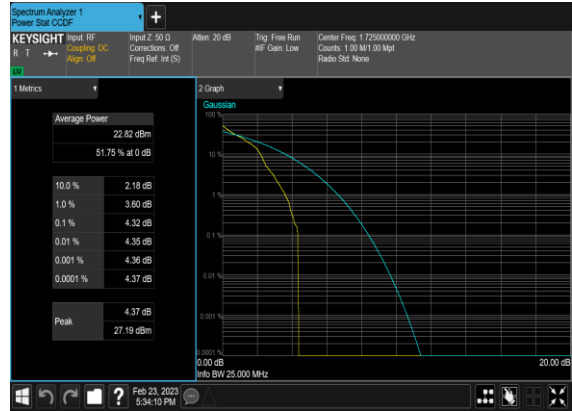 Spectrum Analyzer 1
Power Stat CCDF
KEYSIGHT
R T
Input: RF
Coupling: DC
Align: Off
Input Z: 50 Ω
Corrections: Off
Freq Ref: Int (S)
Atten: 20 dB
Trig: Free Run
#IF Gain: Low
Center Freq: 1.725000000 GHz
Counts: 1.00 M/1.00 Mpt
Radio Std: None
1 Metrics
Average Power
22.82 dBm
51.75 % at 0 dB
10.0 % 2.18 dB
1.0 % 3.60 dB
0.1 % 4.32 dB
0.01 % 4.35 dB
0.001 % 4.36 dB
0.0001 % 4.37 dB
Peak
4.37 dB
27.19 dBm
2 Graph
Gaussian
100 %
10 %
1 %
0.1 %
0.01 %
0.001 %
0.0001 %
0.00 dB 20.00 dB
Info BW 25.000 MHz
? Feb 23, 2023
5:34:10 PM